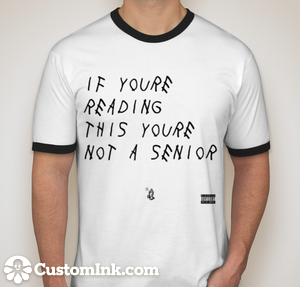 IF YOURE
READING
THIS YOURE
NOT A SENIOR
CustomInk.com